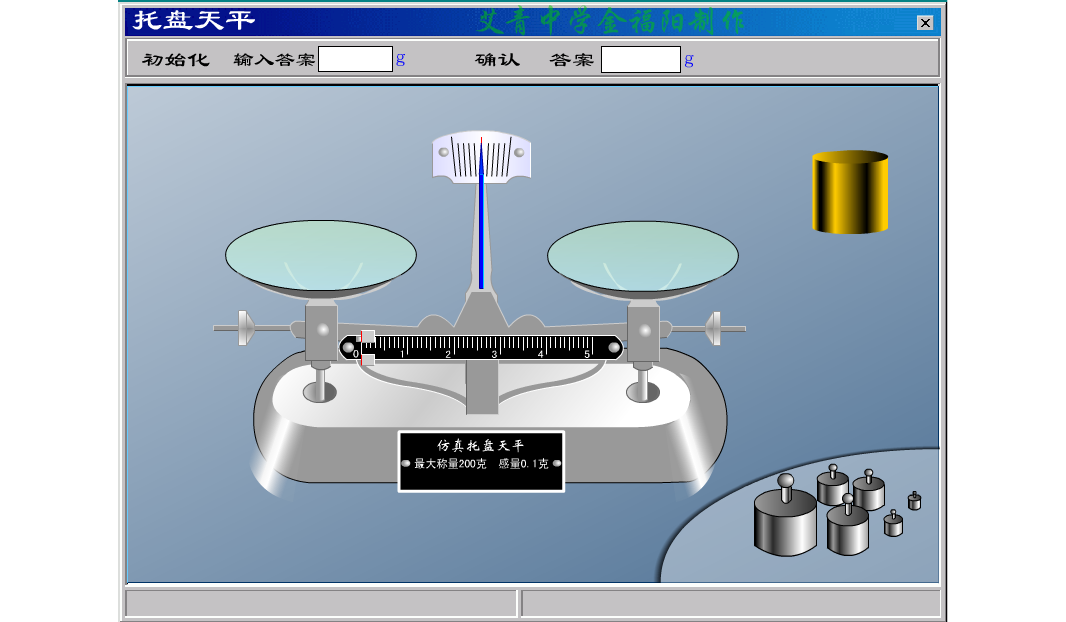 托盘天平 艾青中学金福阳制作
初始化 输入答案 g 确认 答案 g
0 1 2 3 4 5
仿真托盘天平
最大称量200克 感量0.1克